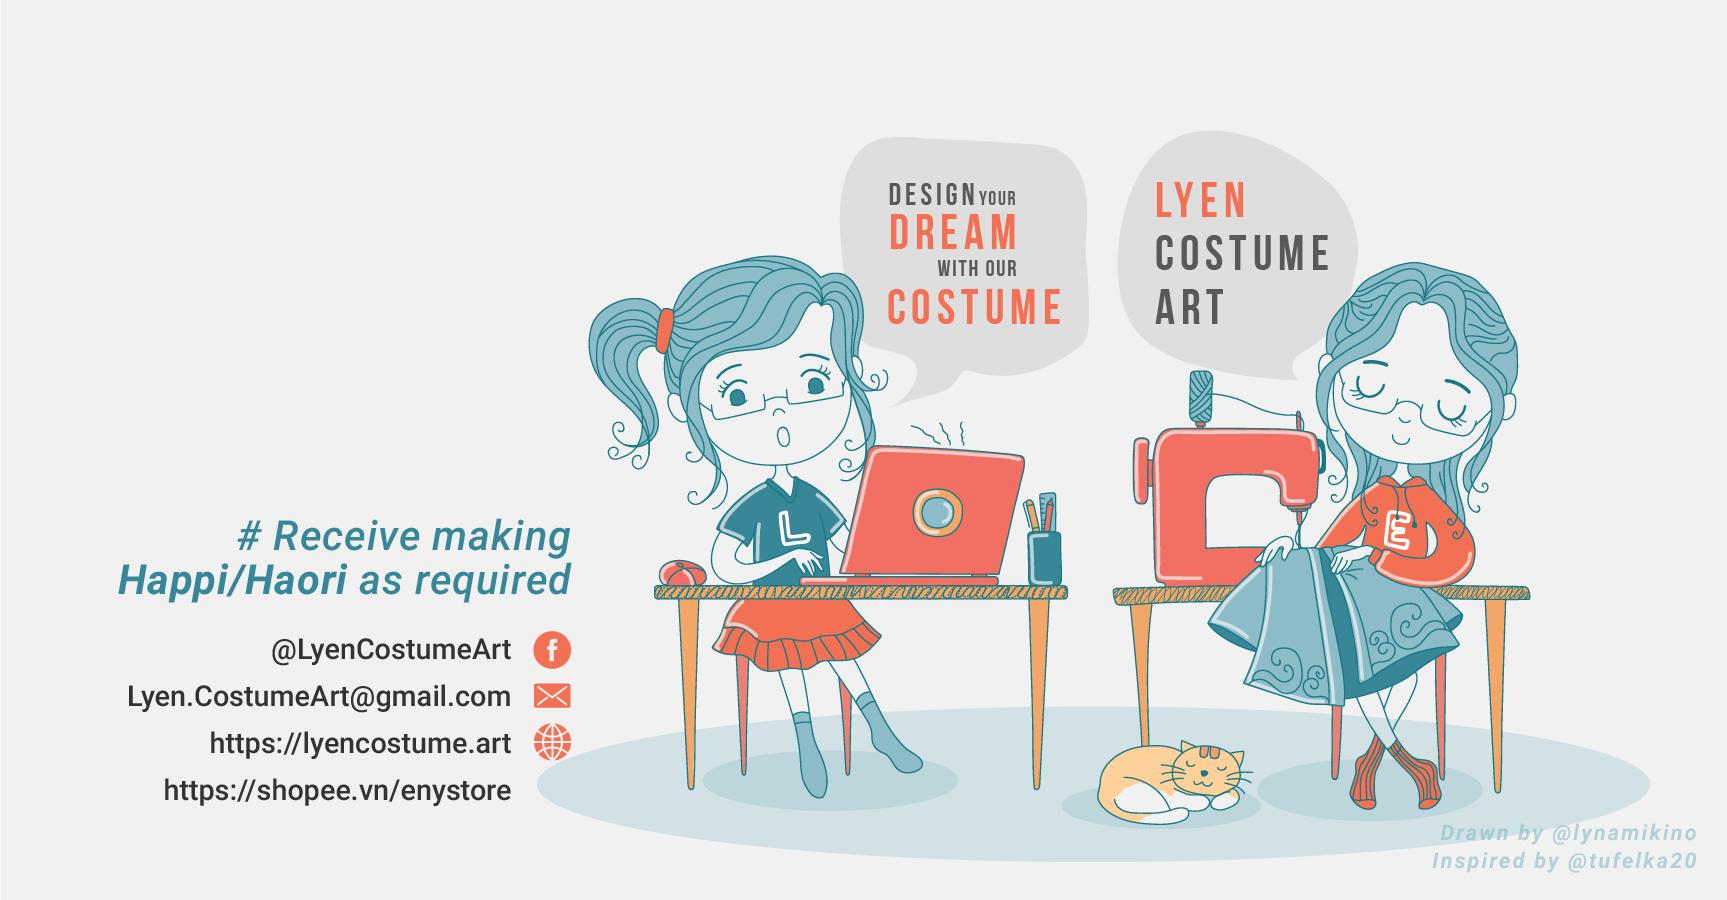 DESIGN YOUR
DREAM
WITH OUR
COSTUME
LYEN
COSTUME
ART
L
E
# Receive making
Happi/Haori as required
@LyenCostumeArt
f
Lyen.CostumeArt@gmail.com
https://lyencostume.art
https://shopee.vn/enystore
Drawn by @lynamikino
Inspired by @tufelka20